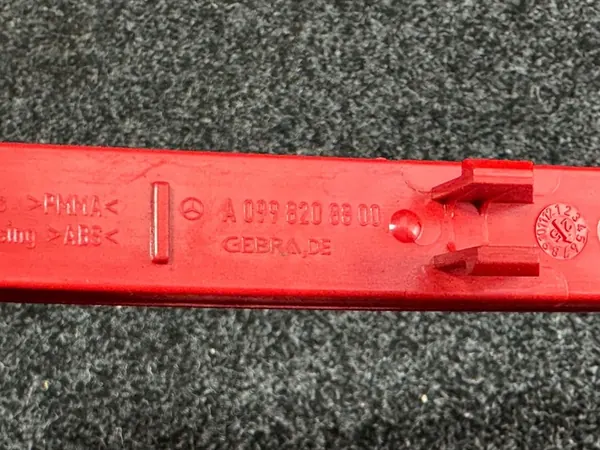 >PMMA< A 099 820 88 00
>ABS< GEBRA,DE